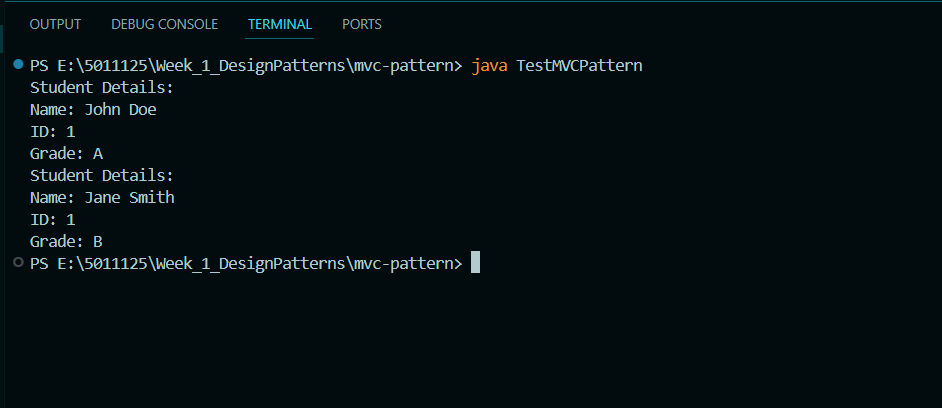 OUTPUT DEBUG CONSOLE TERMINAL PORTS
PS E:\5011125\Week_1_DesignPatterns\mvc-pattern> java TestMVCPattern
Student Details:
Name: John Doe
ID: 1
Grade: A
Student Details:
Name: Jane Smith
ID: 1
Grade: B
PS E:\5011125\Week_1_DesignPatterns\mvc-pattern>